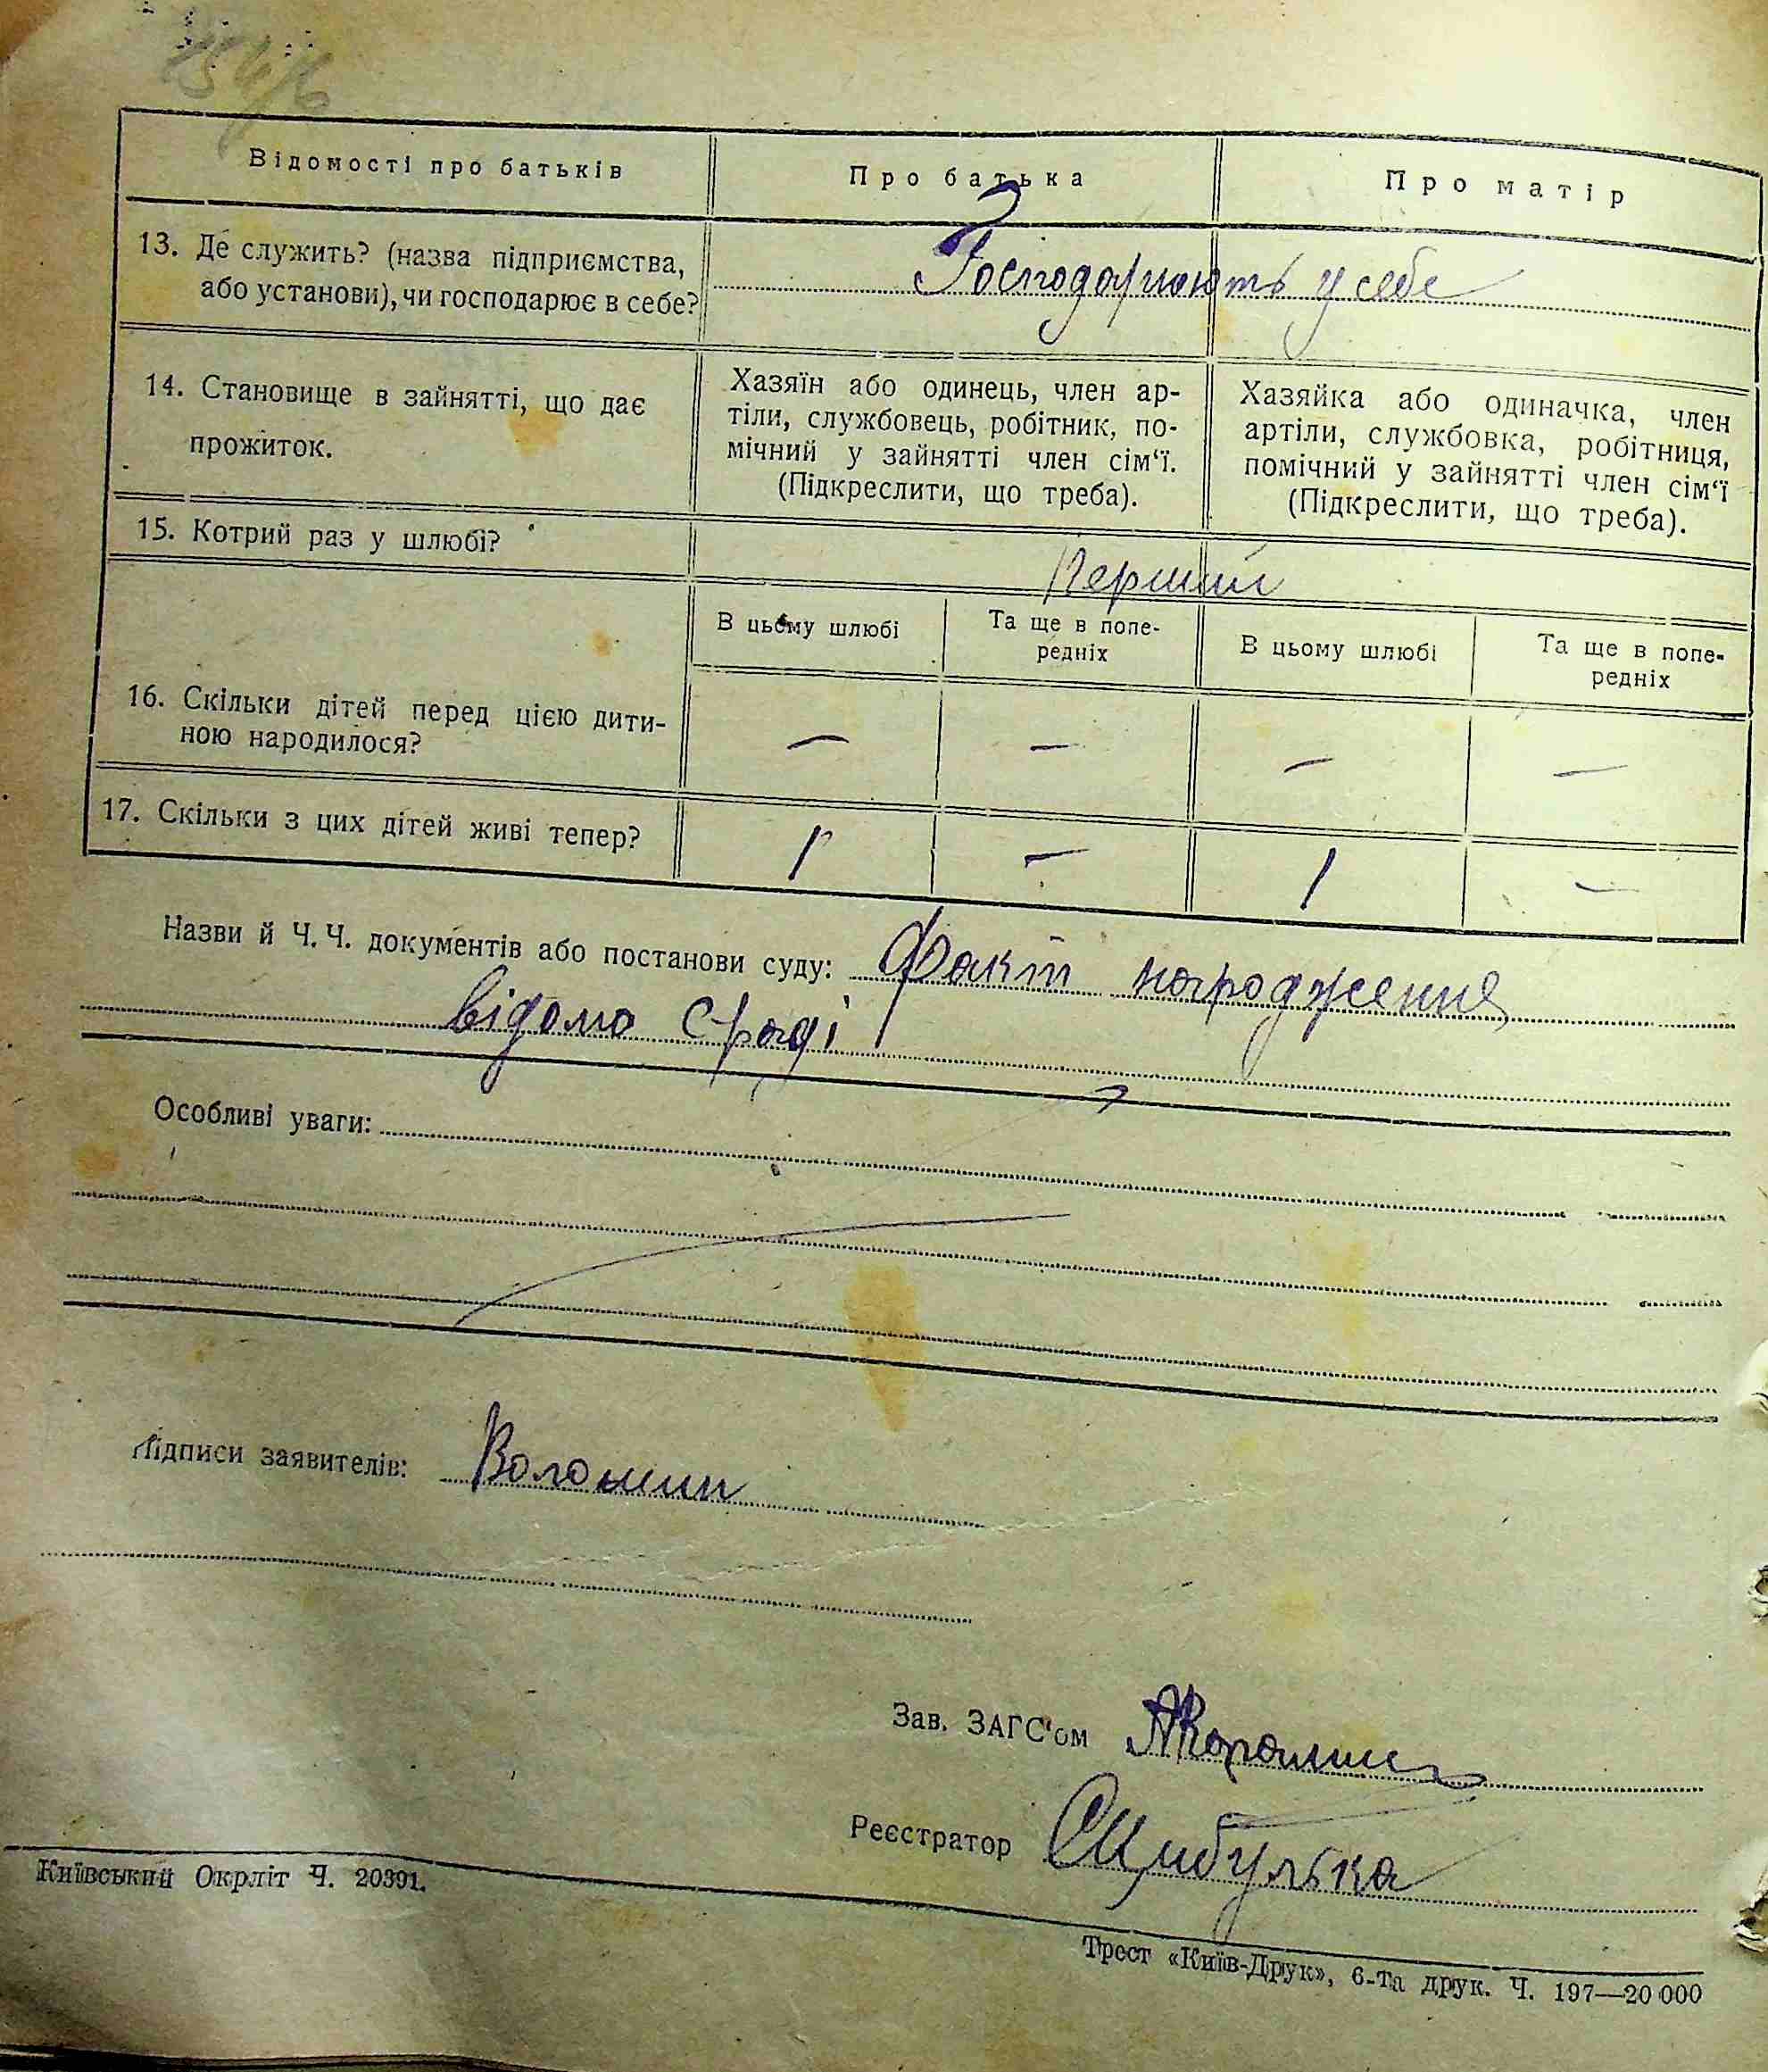 Відомості про батьків
Про батька
Про матір
13. Де служить? (назва підприємства,
або установи), чи господарює в себе?
Господарюють у себе
14. Становище в зайнятті, що дає
прожиток.
Хазяїн або одинець, член ар-
тіли, службовець, робітник, по-
мічний у зайнятті член сім‘ї.
(Підкреслити, що треба).
Хазяйка або одиначка, член
артіли, службовка, робітниця,
помічний у зайнятті член сім‘ї
(Підкреслити, що треба).
15. Котрий раз у шлюбі?
Перший
В цьому шлюбі
Та ще в попе-
редніх
В цьому шлюбі
Та ще в попе-
редніх
16. Скільки дітей перед цією дити-
ною народилося?
— — — —
17. Скільки з цих дітей живі тепер?
1 — 1 —
Назви й Ч. Ч. документів або постанови суду: Факт народження
відомо с/раді
Особливі уваги:
Підписи заявителів: Волошин
Зав. ЗАГС‘ом
Реєстратор СЦибулька
Київський Окрліт Ч. 20391.
Трест «Київ-Друк», 6-та друк. Ч. 197—20 000